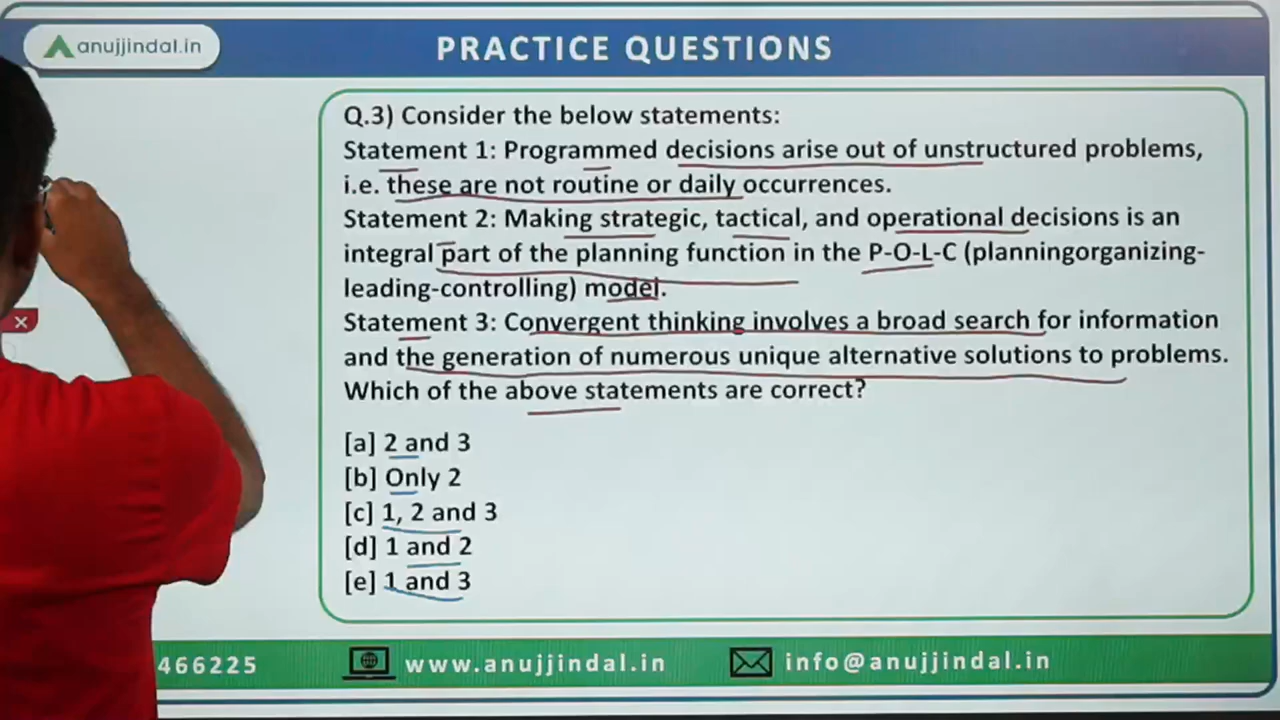 anujjindal.in
PRACTICE QUESTIONS
Q.3) Consider the below statements:
Statement 1: Programmed decisions arise out of unstructured problems,
i.e. these are not routine or daily occurrences.
Statement 2: Making strategic, tactical, and operational decisions is an
integral part of the planning function in the P-O-L-C (planningorganizing-
leading-controlling) model.
Statement 3: Convergent thinking involves a broad search for information
and the generation of numerous unique alternative solutions to problems.
Which of the above statements are correct?
[a] 2 and 3
[b] Only 2
[c] 1, 2 and 3
[d] 1 and 2
[e] 1 and 3
466225
www.anujjindal.in
info@anujjindal.in